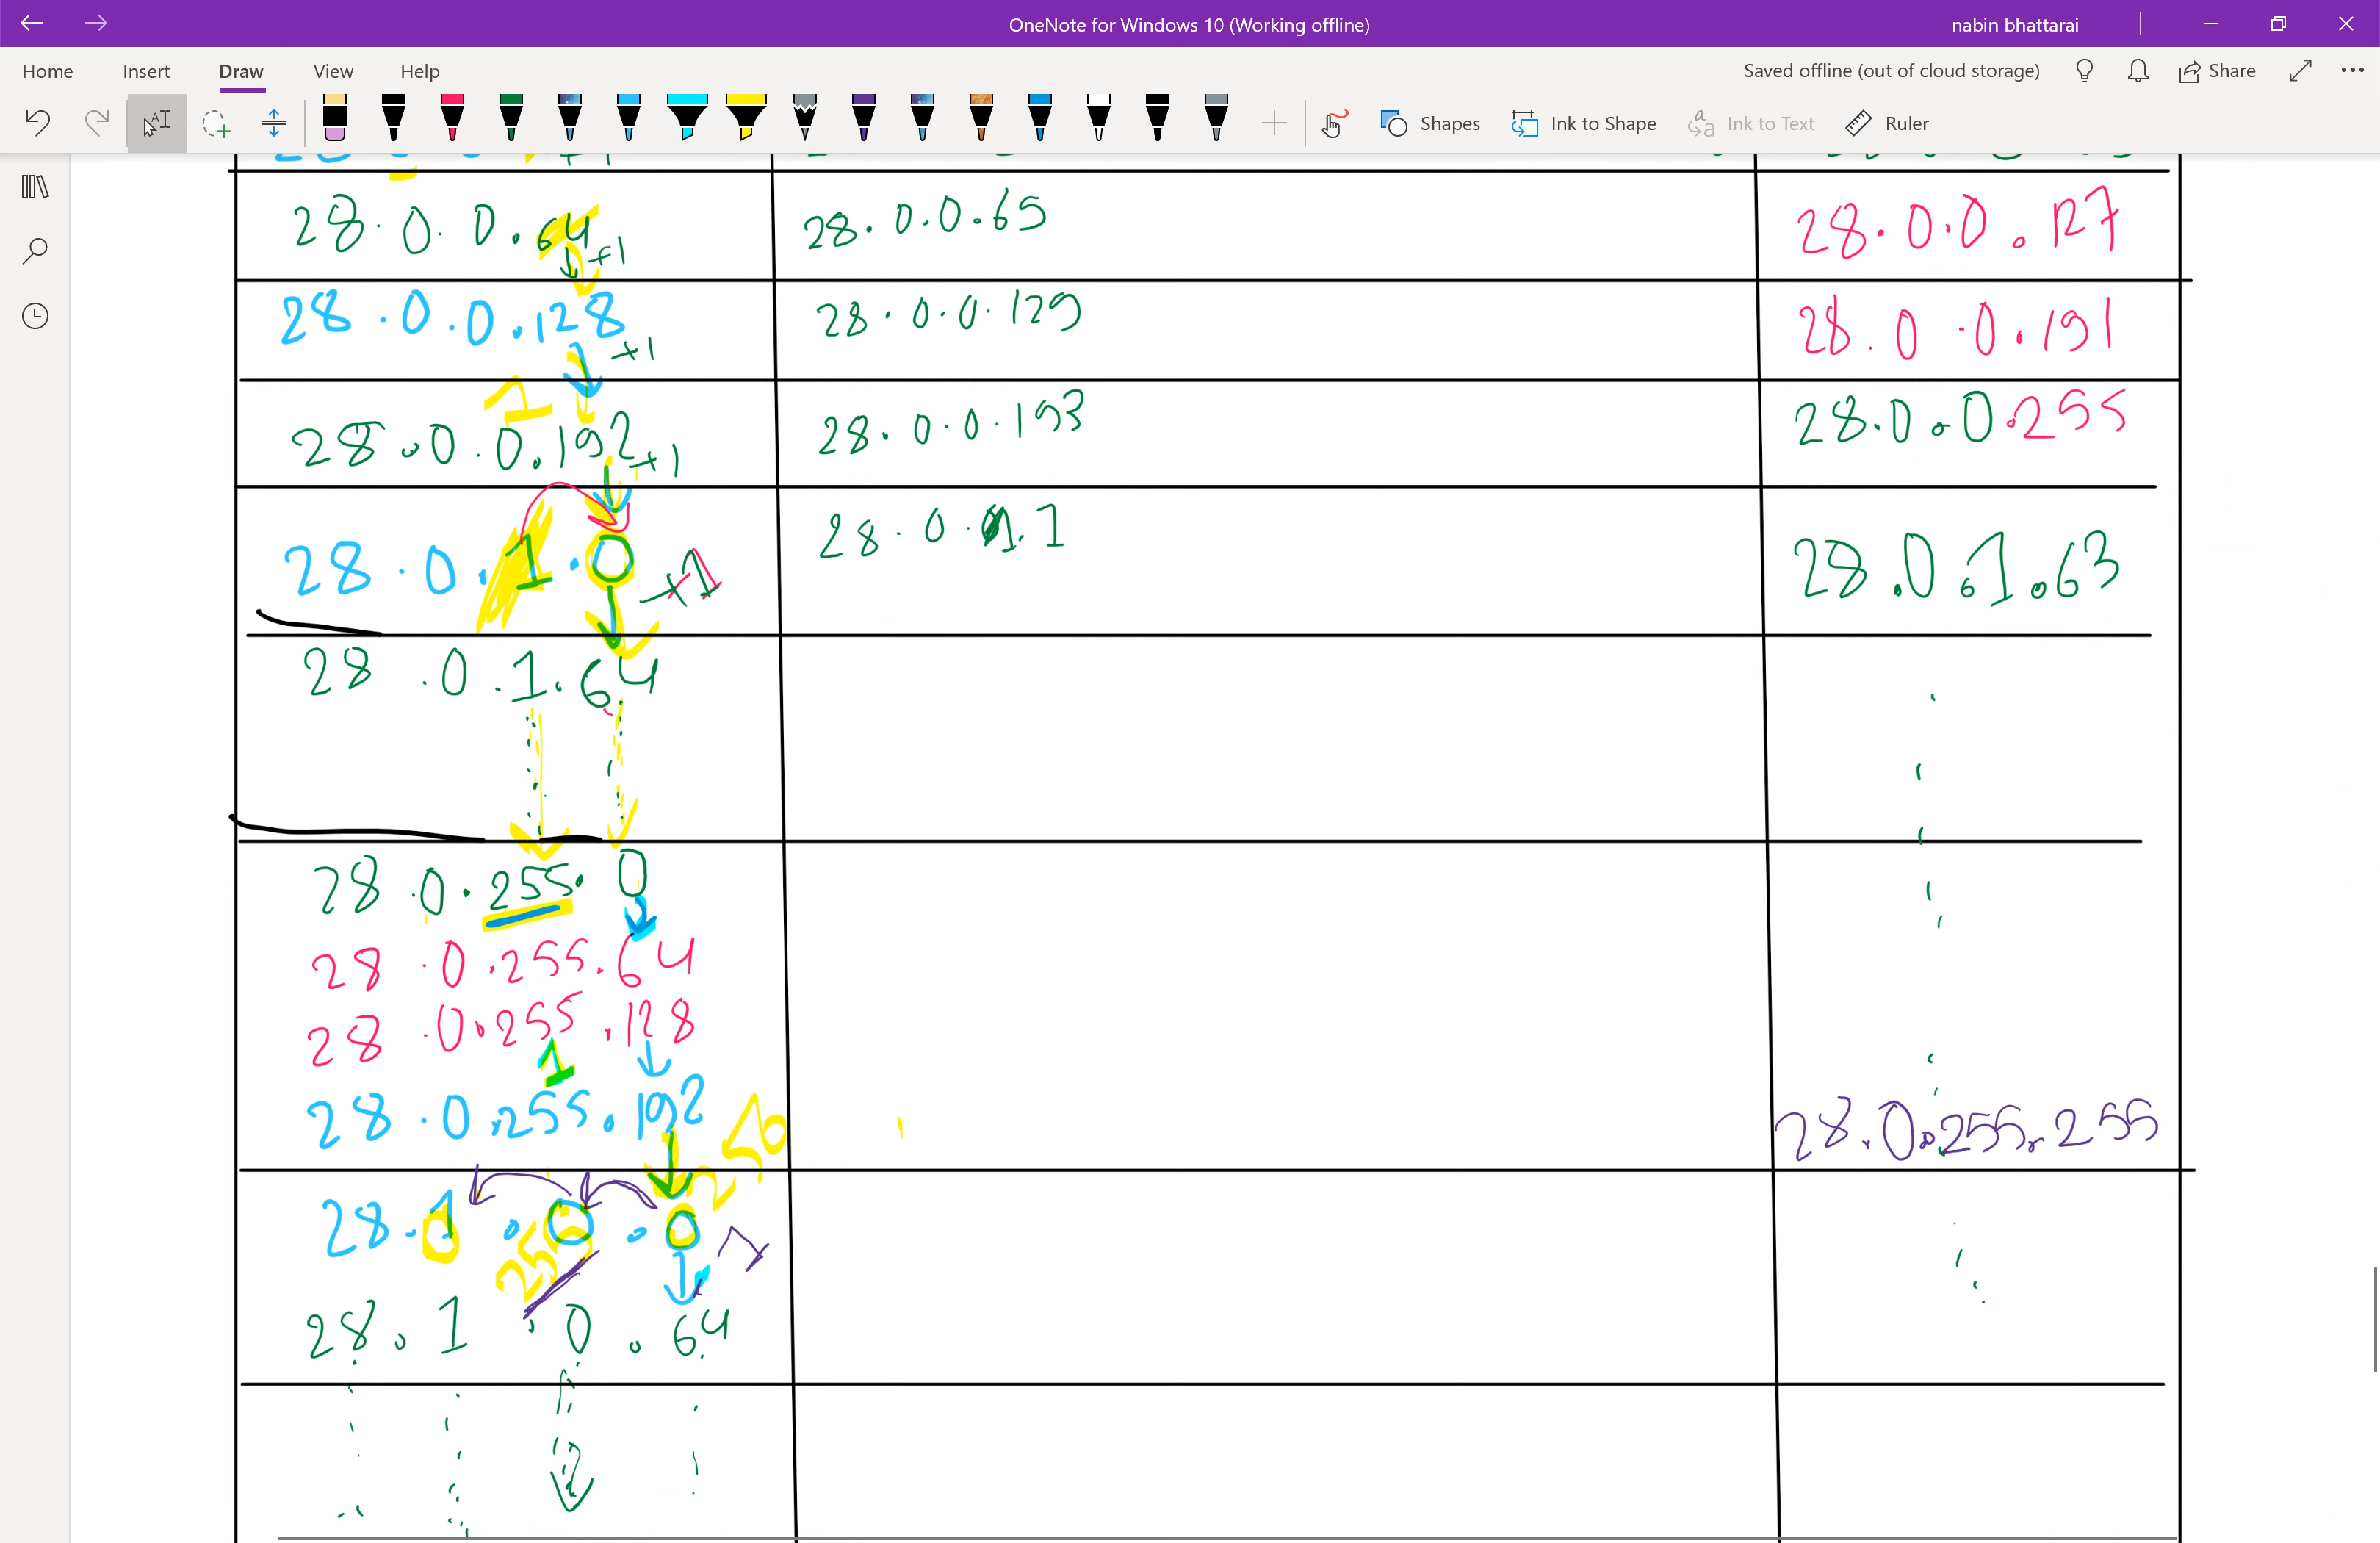 OneNote for Windows 10 (Working offline)
nabin bhattarai
Home Insert Draw View Help
Saved offline (out of cloud storage)
Share
Shapes Ink to Shape Ink to Text Ruler
28.0.0.64 +1 28.0.0.65 28.0.0.127
28.0.0.128 +1 28.0.0.129 28.0.0.191
1
28.0.0.192 +1 28.0.0.193 28.0.0.255
28.0.1.0 +1 28.0.1.1 28.0.1.63
28.0.1.64
28.0.255.0
28.0.255.64
28.0.255.128
1
28.0.255.192 28.0.255.255
256
28.1.0.0 1
256
28.1.0.64